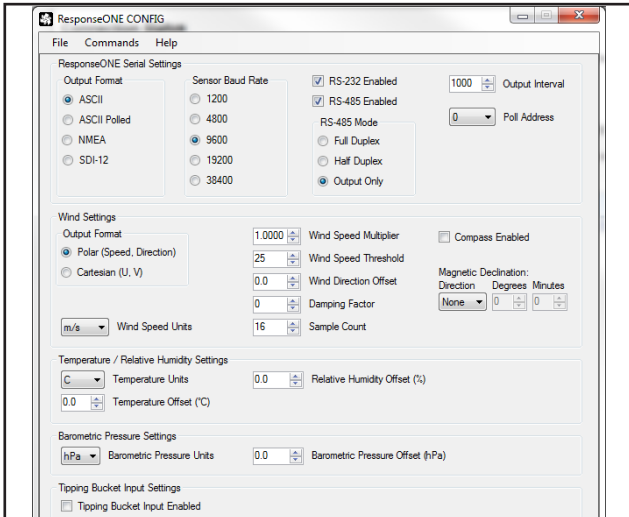 ResponseONE CONFIG
File Commands Help
ResponseONE Serial Settings
Output Format
ASCII
ASCII Polled
NMEA
SDI-12
Sensor Baud Rate
1200
4800
9600
19200
38400
RS-232 Enabled
RS-485 Enabled
RS-485 Mode
Full Duplex
Half Duplex
Output Only
1000 Output Interval
0 Poll Address
Wind Settings
Output Format
Polar (Speed, Direction)
Cartesian (U, V)
m/s Wind Speed Units
1.0000 Wind Speed Multiplier
25 Wind Speed Threshold
0.0 Wind Direction Offset
0 Damping Factor
16 Sample Count
Compass Enabled
Magnetic Declination:
Direction Degrees Minutes
None 0 0
Temperature / Relative Humidity Settings
C Temperature Units
0.0 Relative Humidity Offset (%)
0.0 Temperature Offset (°C)
Barometric Pressure Settings
hPa Barometric Pressure Units
0.0 Barometric Pressure Offset (hPa)
Tipping Bucket Input Settings
Tipping Bucket Input Enabled